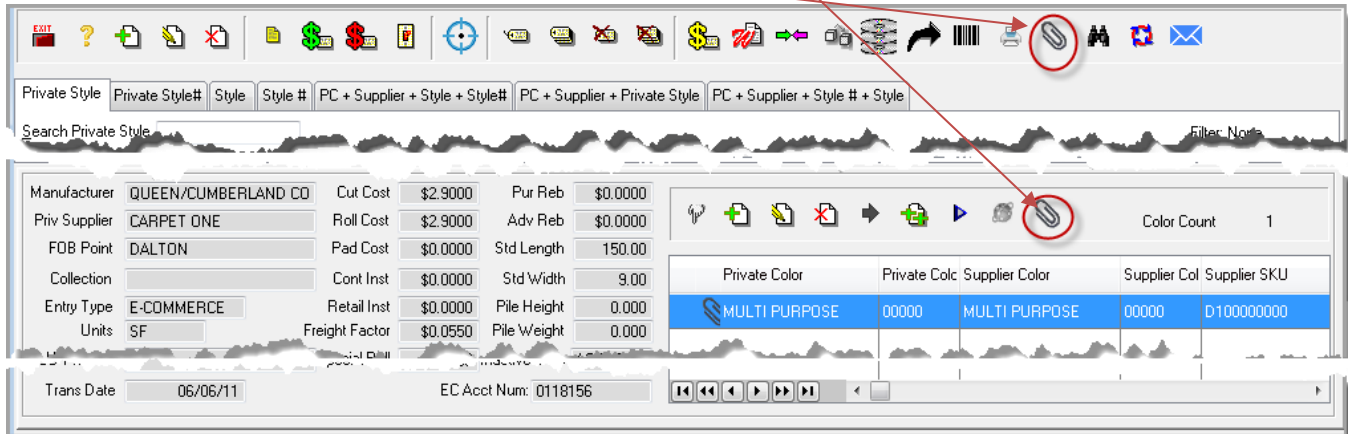 EXIT
Private Style Private Style# Style Style # PC + Supplier + Style + Style# PC + Supplier + Private Style PC + Supplier + Style # + Style
Search Private Style Filter: None
Manufacturer QUEEN/CUMBERLAND CO Cut Cost $2.9000 Pur Reb $0.0000
Priv Supplier CARPET ONE Roll Cost $2.9000 Adv Reb $0.0000 Color Count 1
FOB Point DALTON Pad Cost $0.0000 Std Length 150.00
Collection Cont Inst $0.0000 Std Width 9.00 Private Color Private Colc Supplier Color Supplier Col Supplier SKU
Entry Type E-COMMERCE Retail Inst $0.0000 Pile Height 0.000 MULTI PURPOSE 00000 MULTI PURPOSE 00000 D100000000
Units SF Freight Factor $0.0550 Pile Weight 0.000
Trans Date 06/06/11 EC Acct Num: 0118156